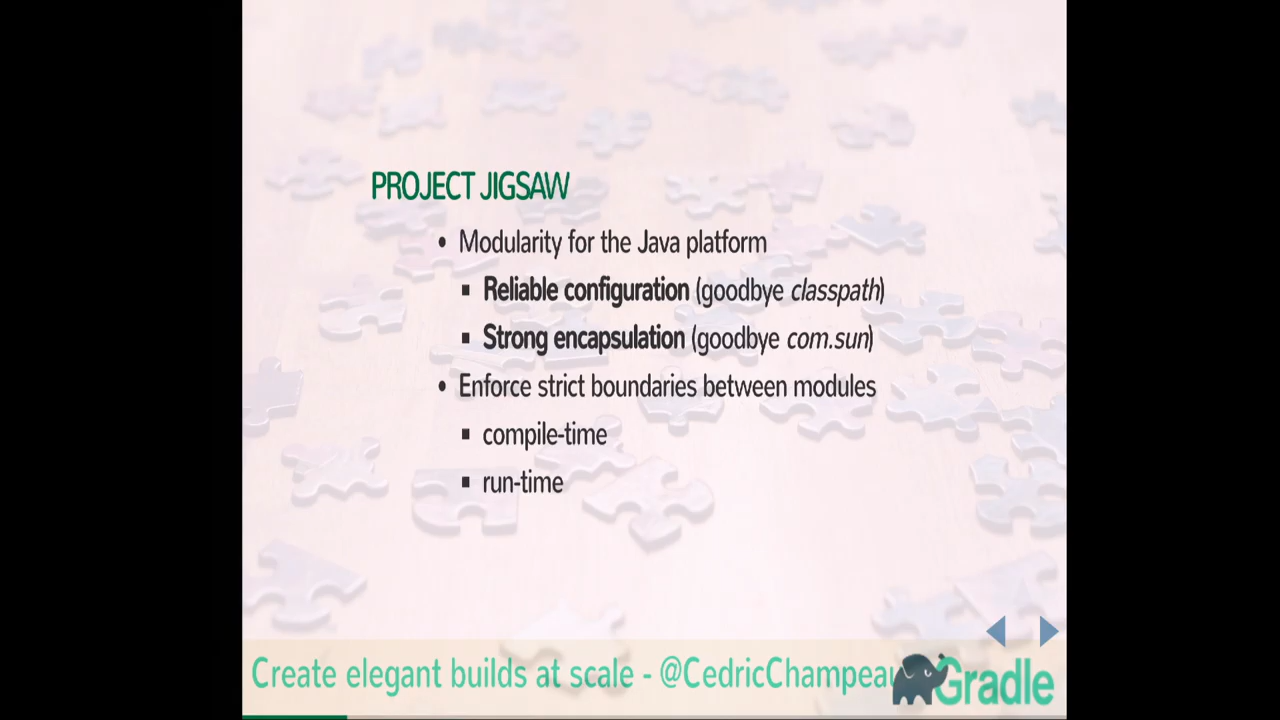 PROJECT JIGSAW
• Modularity for the Java platform
▪ Reliable configuration (goodbye classpath)
▪ Strong encapsulation (goodbye com.sun)
• Enforce strict boundaries between modules
▪ compile-time
▪ run-time
Create elegant builds at scale - @CedricChampeau Gradle